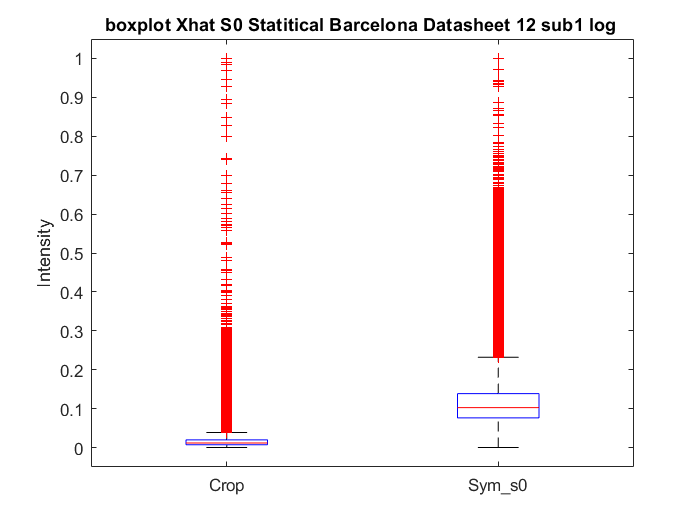 boxplot Xhat S0 Statitical Barcelona Datasheet 12 sub1 log
1
0.9
0.8
0.7
0.6
0.5
0.4
0.3
0.2
0.1
0
Intensity
Crop
Sym_s0